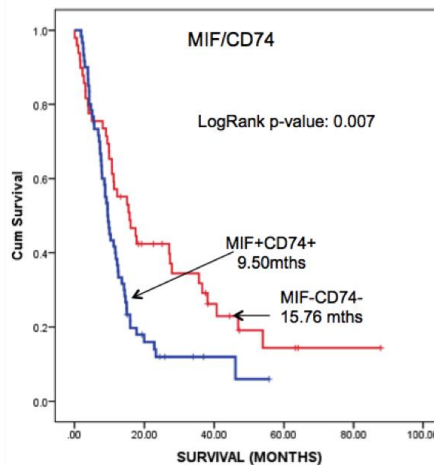 MIF/CD74
LogRank p-value: 0.007
MIF+CD74+
9.50mths
MIF-CD74-
15.76 mths
Cum Survival
1.0
0.8
0.6
0.4
0.2
0.0
.00 20.00 40.00 60.00 80.00 100.00
SURVIVAL (MONTHS)